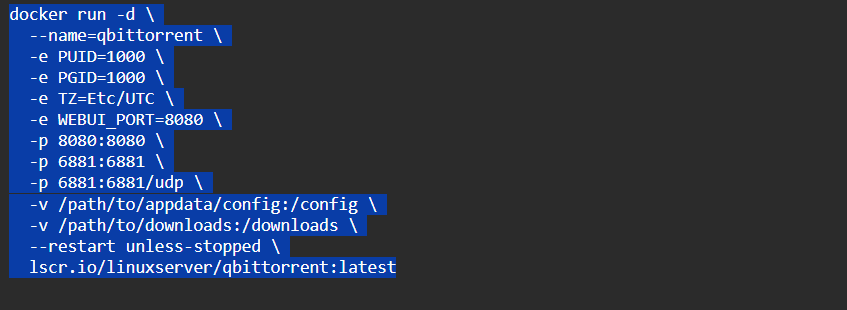 docker run -d \
  --name=qbittorrent \
  -e PUID=1000 \
  -e PGID=1000 \
  -e TZ=Etc/UTC \
  -e WEBUI_PORT=8080 \
  -p 8080:8080 \
  -p 6881:6881 \
  -p 6881:6881/udp \
  -v /path/to/appdata/config:/config \
  -v /path/to/downloads:/downloads \
  --restart unless-stopped \
  lscr.io/linuxserver/qbittorrent:latest